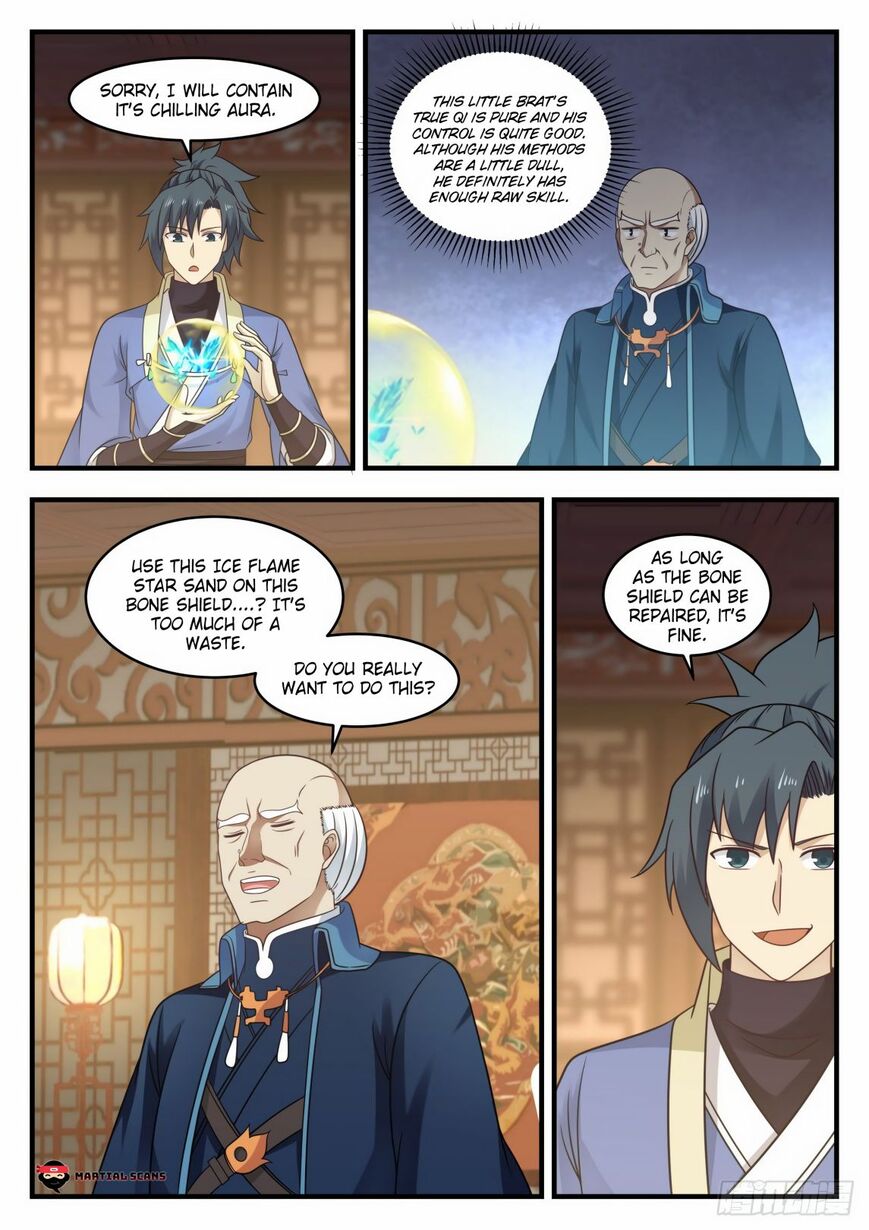 SORRY, I WILL CONTAIN
IT'S CHILLING AURA.
THIS LITTLE BRAT'S
TRUE QI IS PURE AND HIS
CONTROL IS QUITE GOOD.
ALTHOUGH HIS METHODS
ARE A LITTLE DULL,
HE DEFINITELY HAS
ENOUGH RAW SKILL.
USE THIS ICE FLAME
STAR SAND ON THIS
BONE SHIELD....? IT'S
TOO MUCH OF A
WASTE.
DO YOU REALLY
WANT TO DO THIS?
AS LONG
AS THE BONE
SHIELD CAN BE
REPAIRED, IT'S
FINE.
MARTIAL SCANS